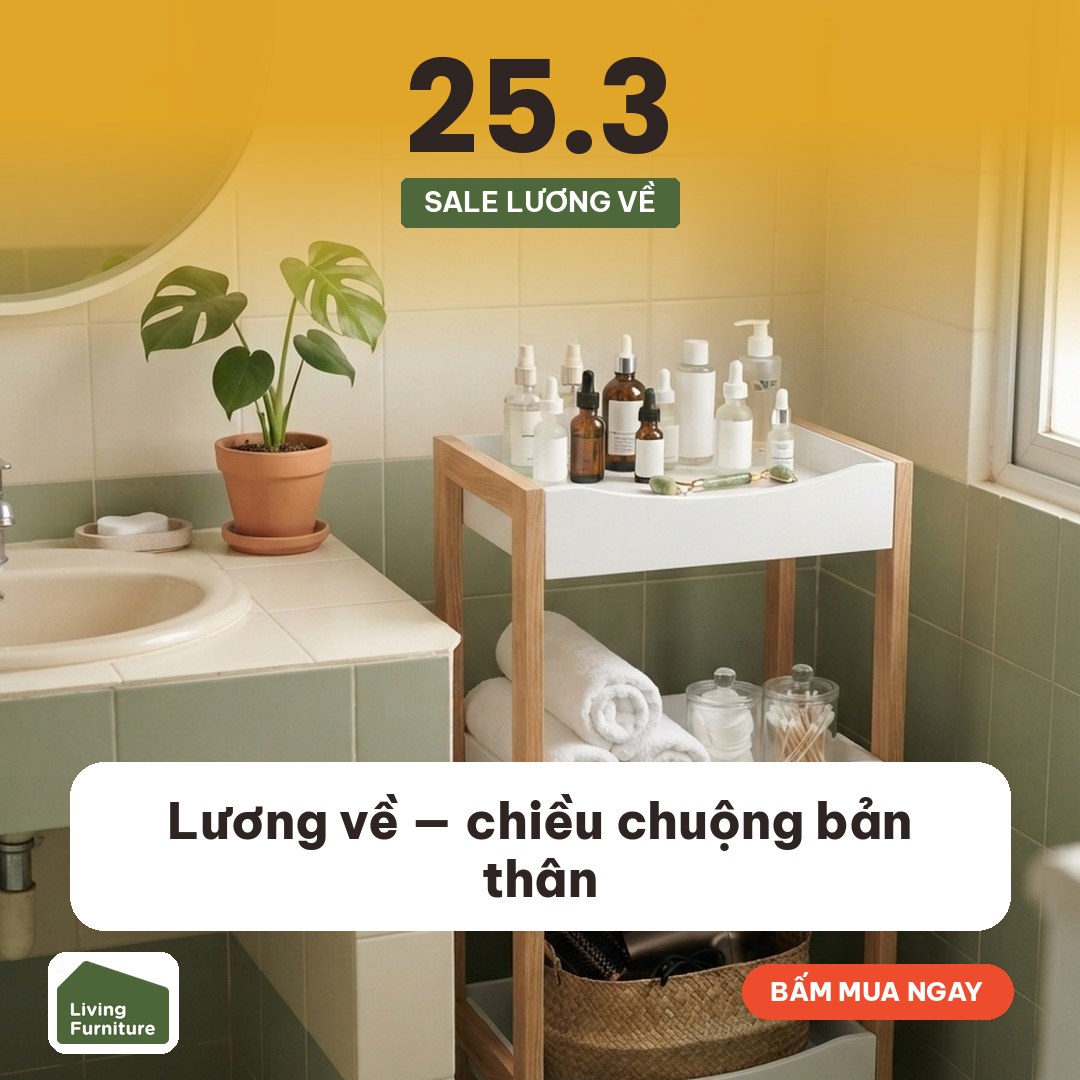 25.3
SALE LƯƠNG VỀ
Lương về — chiều chuộng bản
thân
Living
Furniture
BẤM MUA NGAY